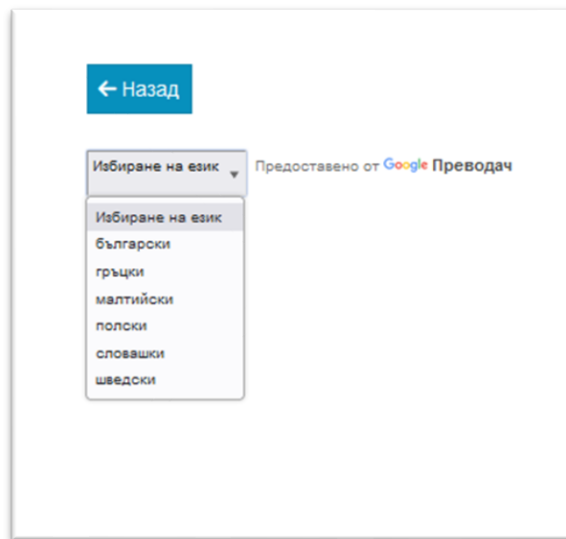 ← Назад
Избиране на език
Предоставено от Google Преводач
Избиране на език
български
гръцки
малтийски
полски
словашки
шведски